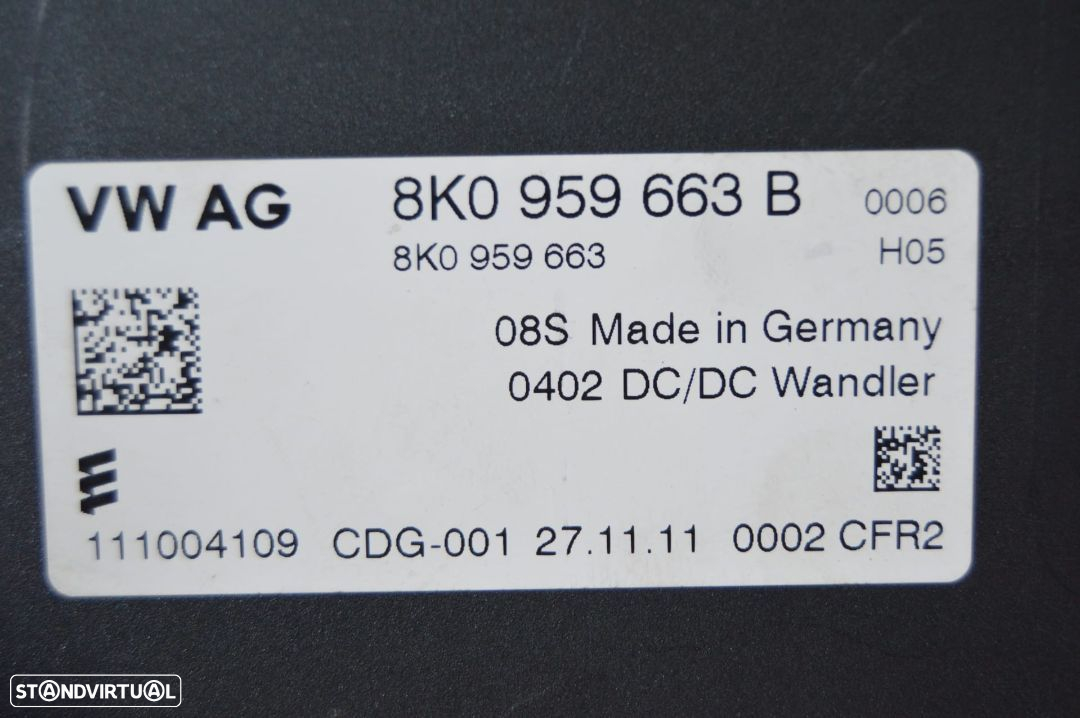 VW AG 8K0 959 663 B 0006
8K0 959 663 H05
08S Made in Germany
0402 DC/DC Wandler
111004109 CDG-001 27.11.11 0002 CFR2
STANDVIRTUAL